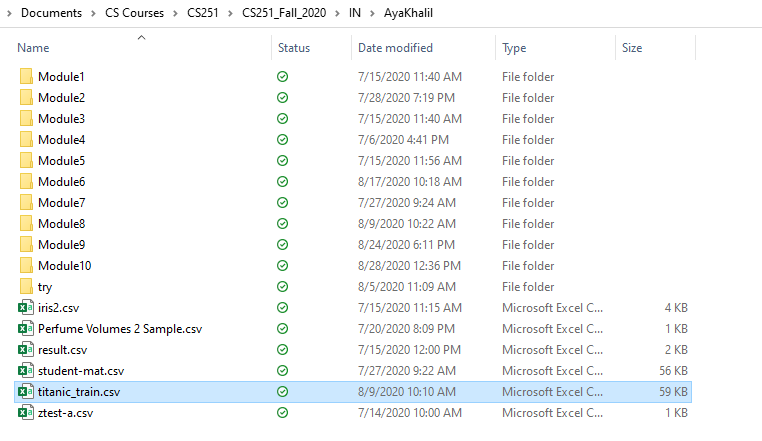 Documents > CS Courses > CS251 > CS251_Fall_2020 > IN > AyaKhalil
Name Status Date modified Type Size
Module1 7/15/2020 11:40 AM File folder
Module2 7/28/2020 7:19 PM File folder
Module3 7/15/2020 11:40 AM File folder
Module4 7/6/2020 4:41 PM File folder
Module5 7/15/2020 11:56 AM File folder
Module6 8/17/2020 10:18 AM File folder
Module7 7/27/2020 9:24 AM File folder
Module8 8/9/2020 10:22 AM File folder
Module9 8/24/2020 6:11 PM File folder
Module10 8/28/2020 12:36 PM File folder
try 8/5/2020 11:09 AM File folder
iris2.csv 7/15/2020 11:15 AM Microsoft Excel C... 4 KB
Perfume Volumes 2 Sample.csv 7/20/2020 8:09 PM Microsoft Excel C... 1 KB
result.csv 7/15/2020 12:00 PM Microsoft Excel C... 2 KB
student-mat.csv 7/27/2020 9:22 AM Microsoft Excel C... 56 KB
titanic_train.csv 8/9/2020 10:10 AM Microsoft Excel C... 59 KB
ztest-a.csv 7/14/2020 10:00 AM Microsoft Excel C... 1 KB